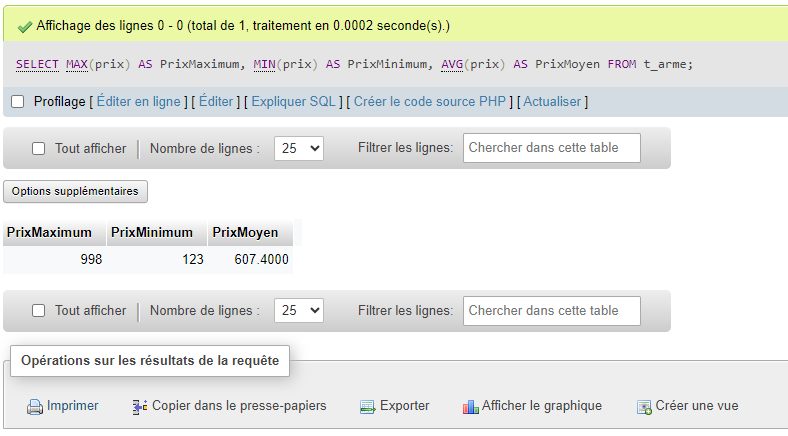 Affichage des lignes 0 - 0 (total de 1, traitement en 0.0002 seconde(s).)
SELECT MAX(prix) AS PrixMaximum, MIN(prix) AS PrixMinimum, AVG(prix) AS PrixMoyen FROM t_arme;
Profilage [ Éditer en ligne ] [ Éditer ] [ Expliquer SQL ] [ Créer le code source PHP ] [ Actualiser ]
Tout afficher Nombre de lignes : 25 Filtrer les lignes: Chercher dans cette table
Options supplémentaires
PrixMaximum PrixMinimum PrixMoyen
998 123 607.4000
Tout afficher Nombre de lignes : 25 Filtrer les lignes: Chercher dans cette table
Opérations sur les résultats de la requête
Imprimer Copier dans le presse-papiers Exporter Afficher le graphique Créer une vue